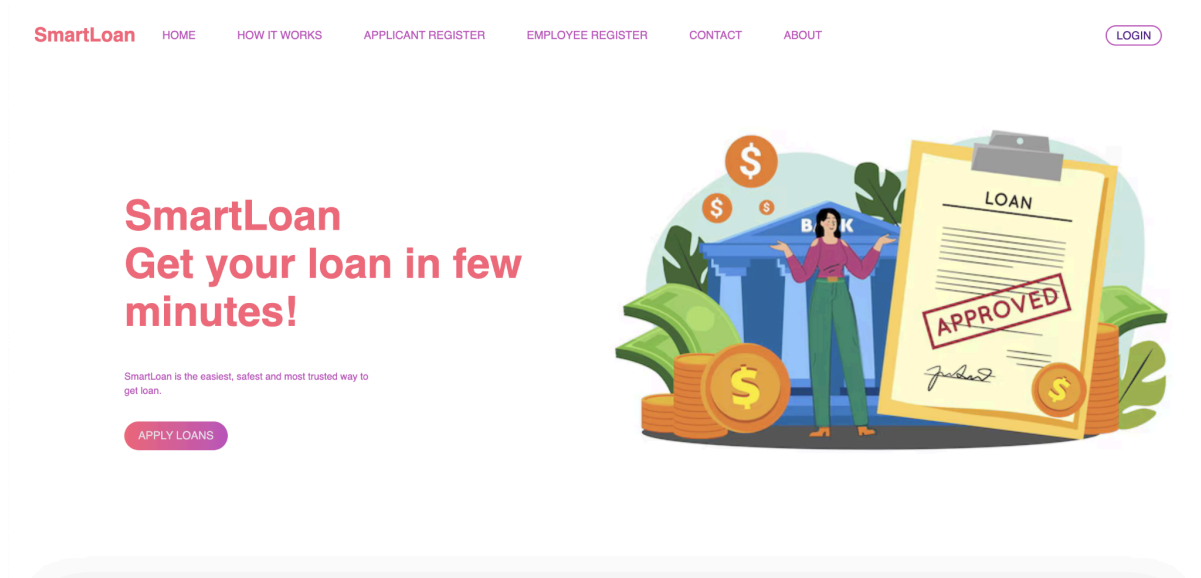 SmartLoan HOME HOW IT WORKS APPLICANT REGISTER EMPLOYEE REGISTER CONTACT ABOUT LOGIN
SmartLoan
Get your loan in few
minutes!
SmartLoan is the easiest, safest and most trusted way to
get loan.
APPLY LOANS
$
$
$
LOAN
APPROVED
$
$